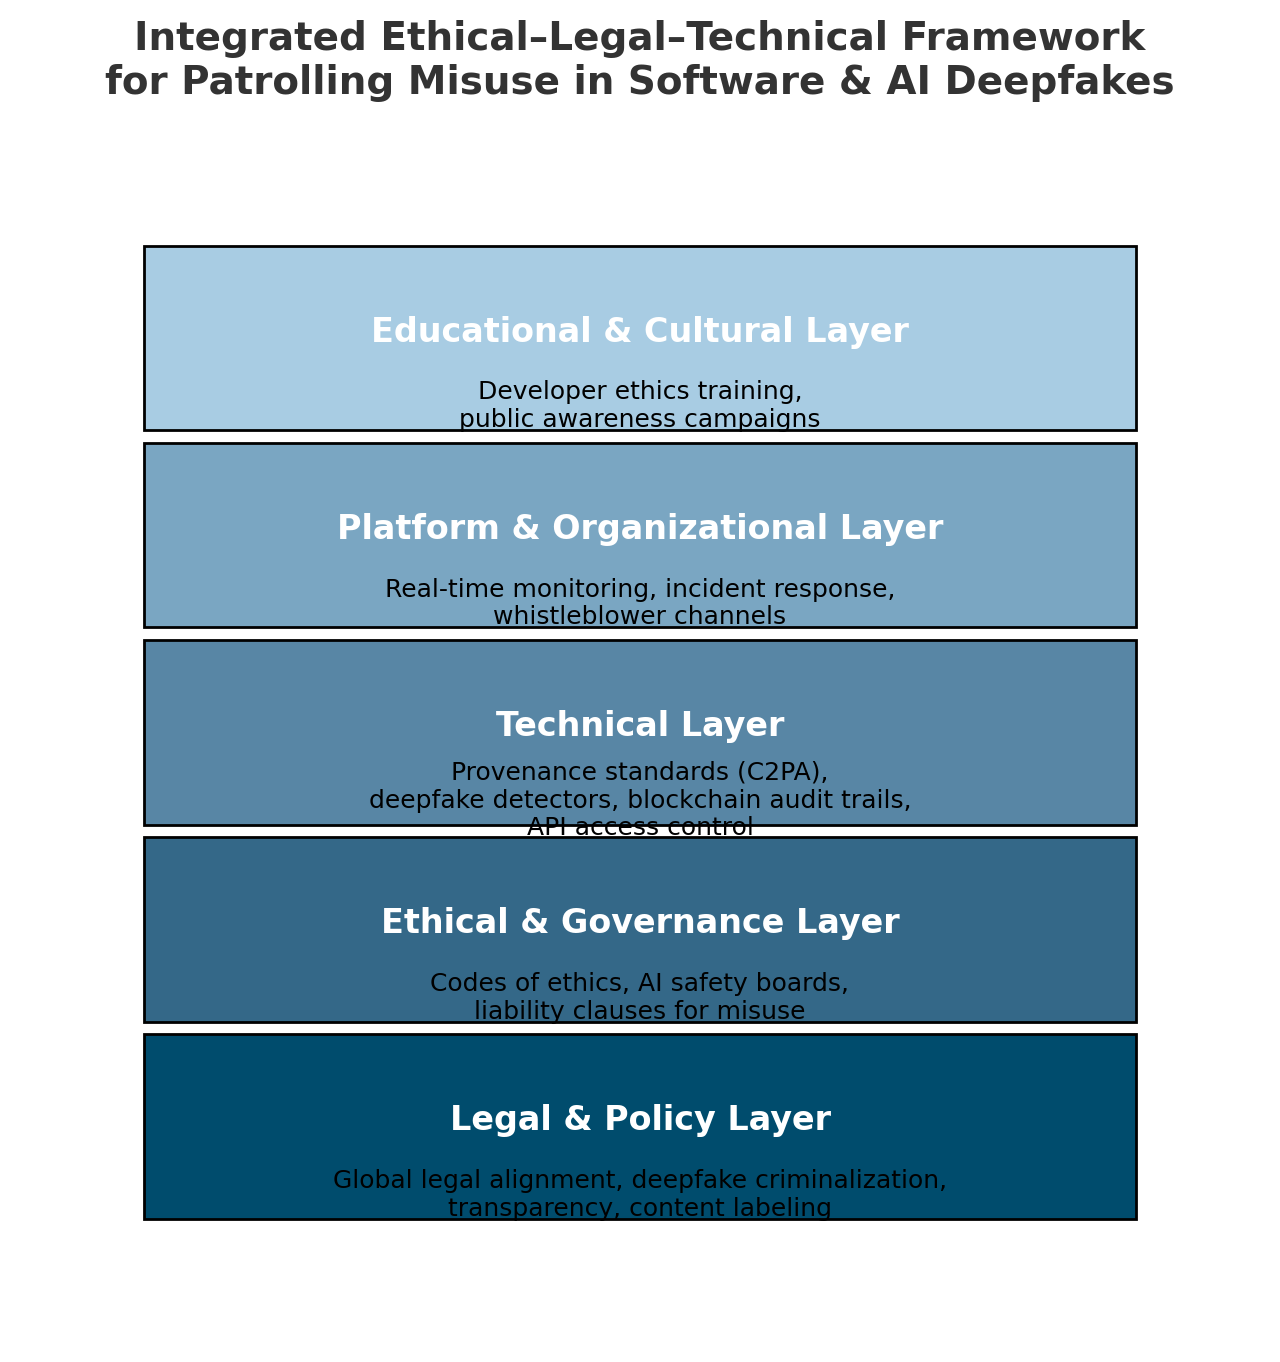 Integrated Ethical–Legal–Technical Framework
for Patrolling Misuse in Software & AI Deepfakes
Educational & Cultural Layer
Developer ethics training,
public awareness campaigns
Platform & Organizational Layer
Real-time monitoring, incident response,
whistleblower channels
Technical Layer
Provenance standards (C2PA),
deepfake detectors, blockchain audit trails,
API access control
Ethical & Governance Layer
Codes of ethics, AI safety boards,
liability clauses for misuse
Legal & Policy Layer
Global legal alignment, deepfake criminalization,
transparency, content labeling